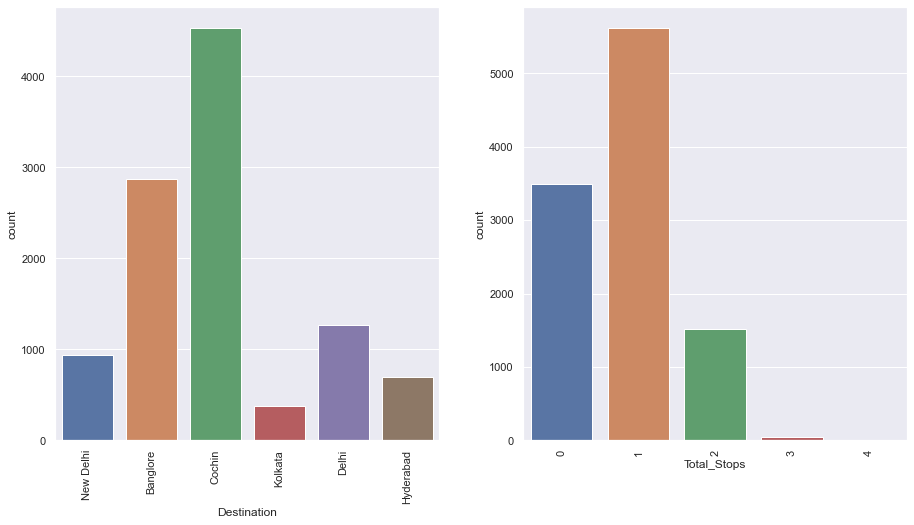 count
4000
3000
2000
1000
0
New Delhi
Banglore
Cochin
Kolkata
Delhi
Hyderabad
Destination
count
5000
4000
3000
2000
1000
0
0
1
2
3
4
Total_Stops